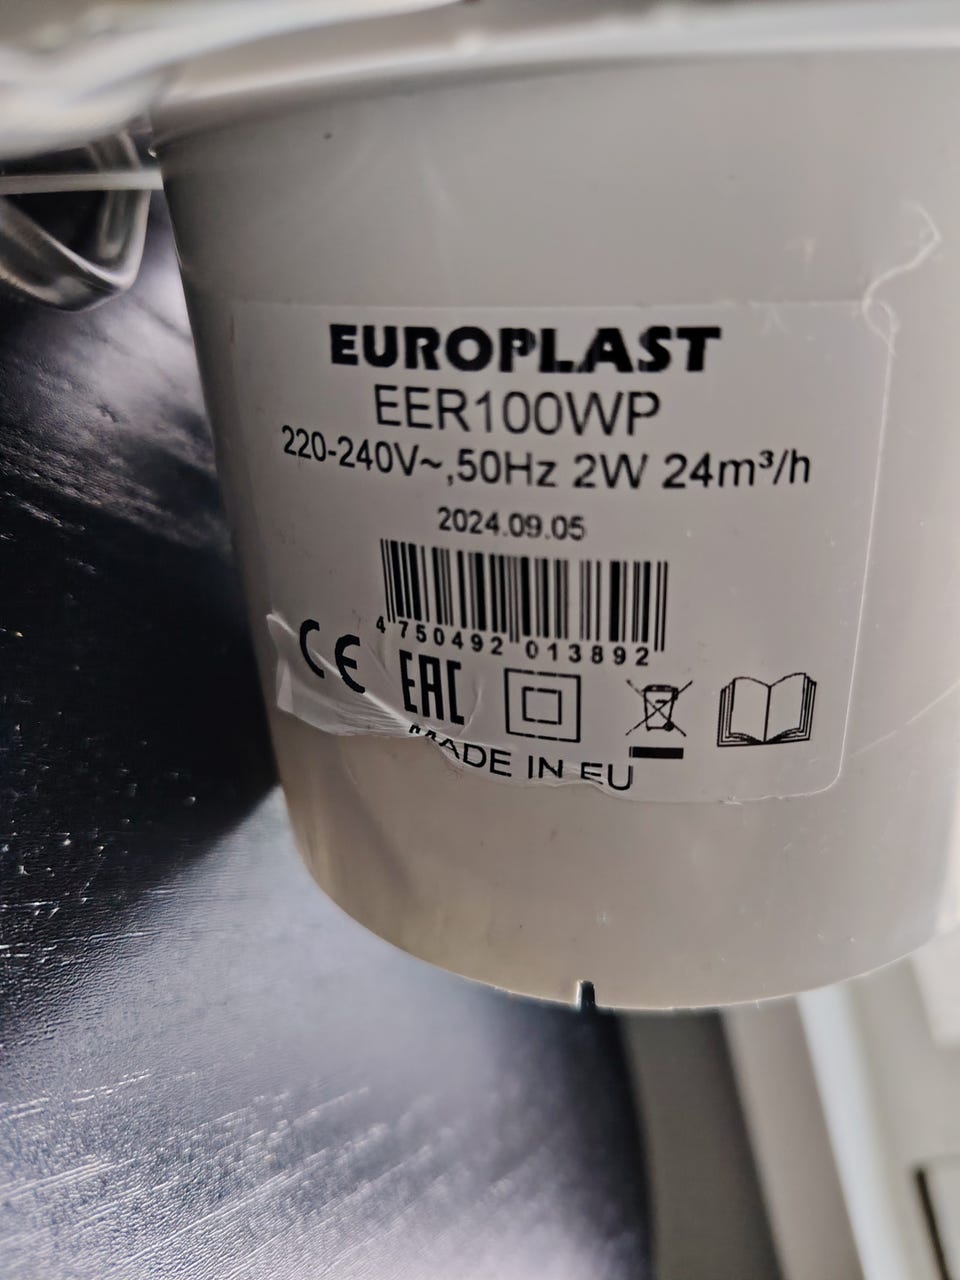 EUROPLAST
EER100WP
220-240V~,50Hz 2W 24m³/h
2024.09.05
4 750492 013892
CE EAC
MADE IN EU